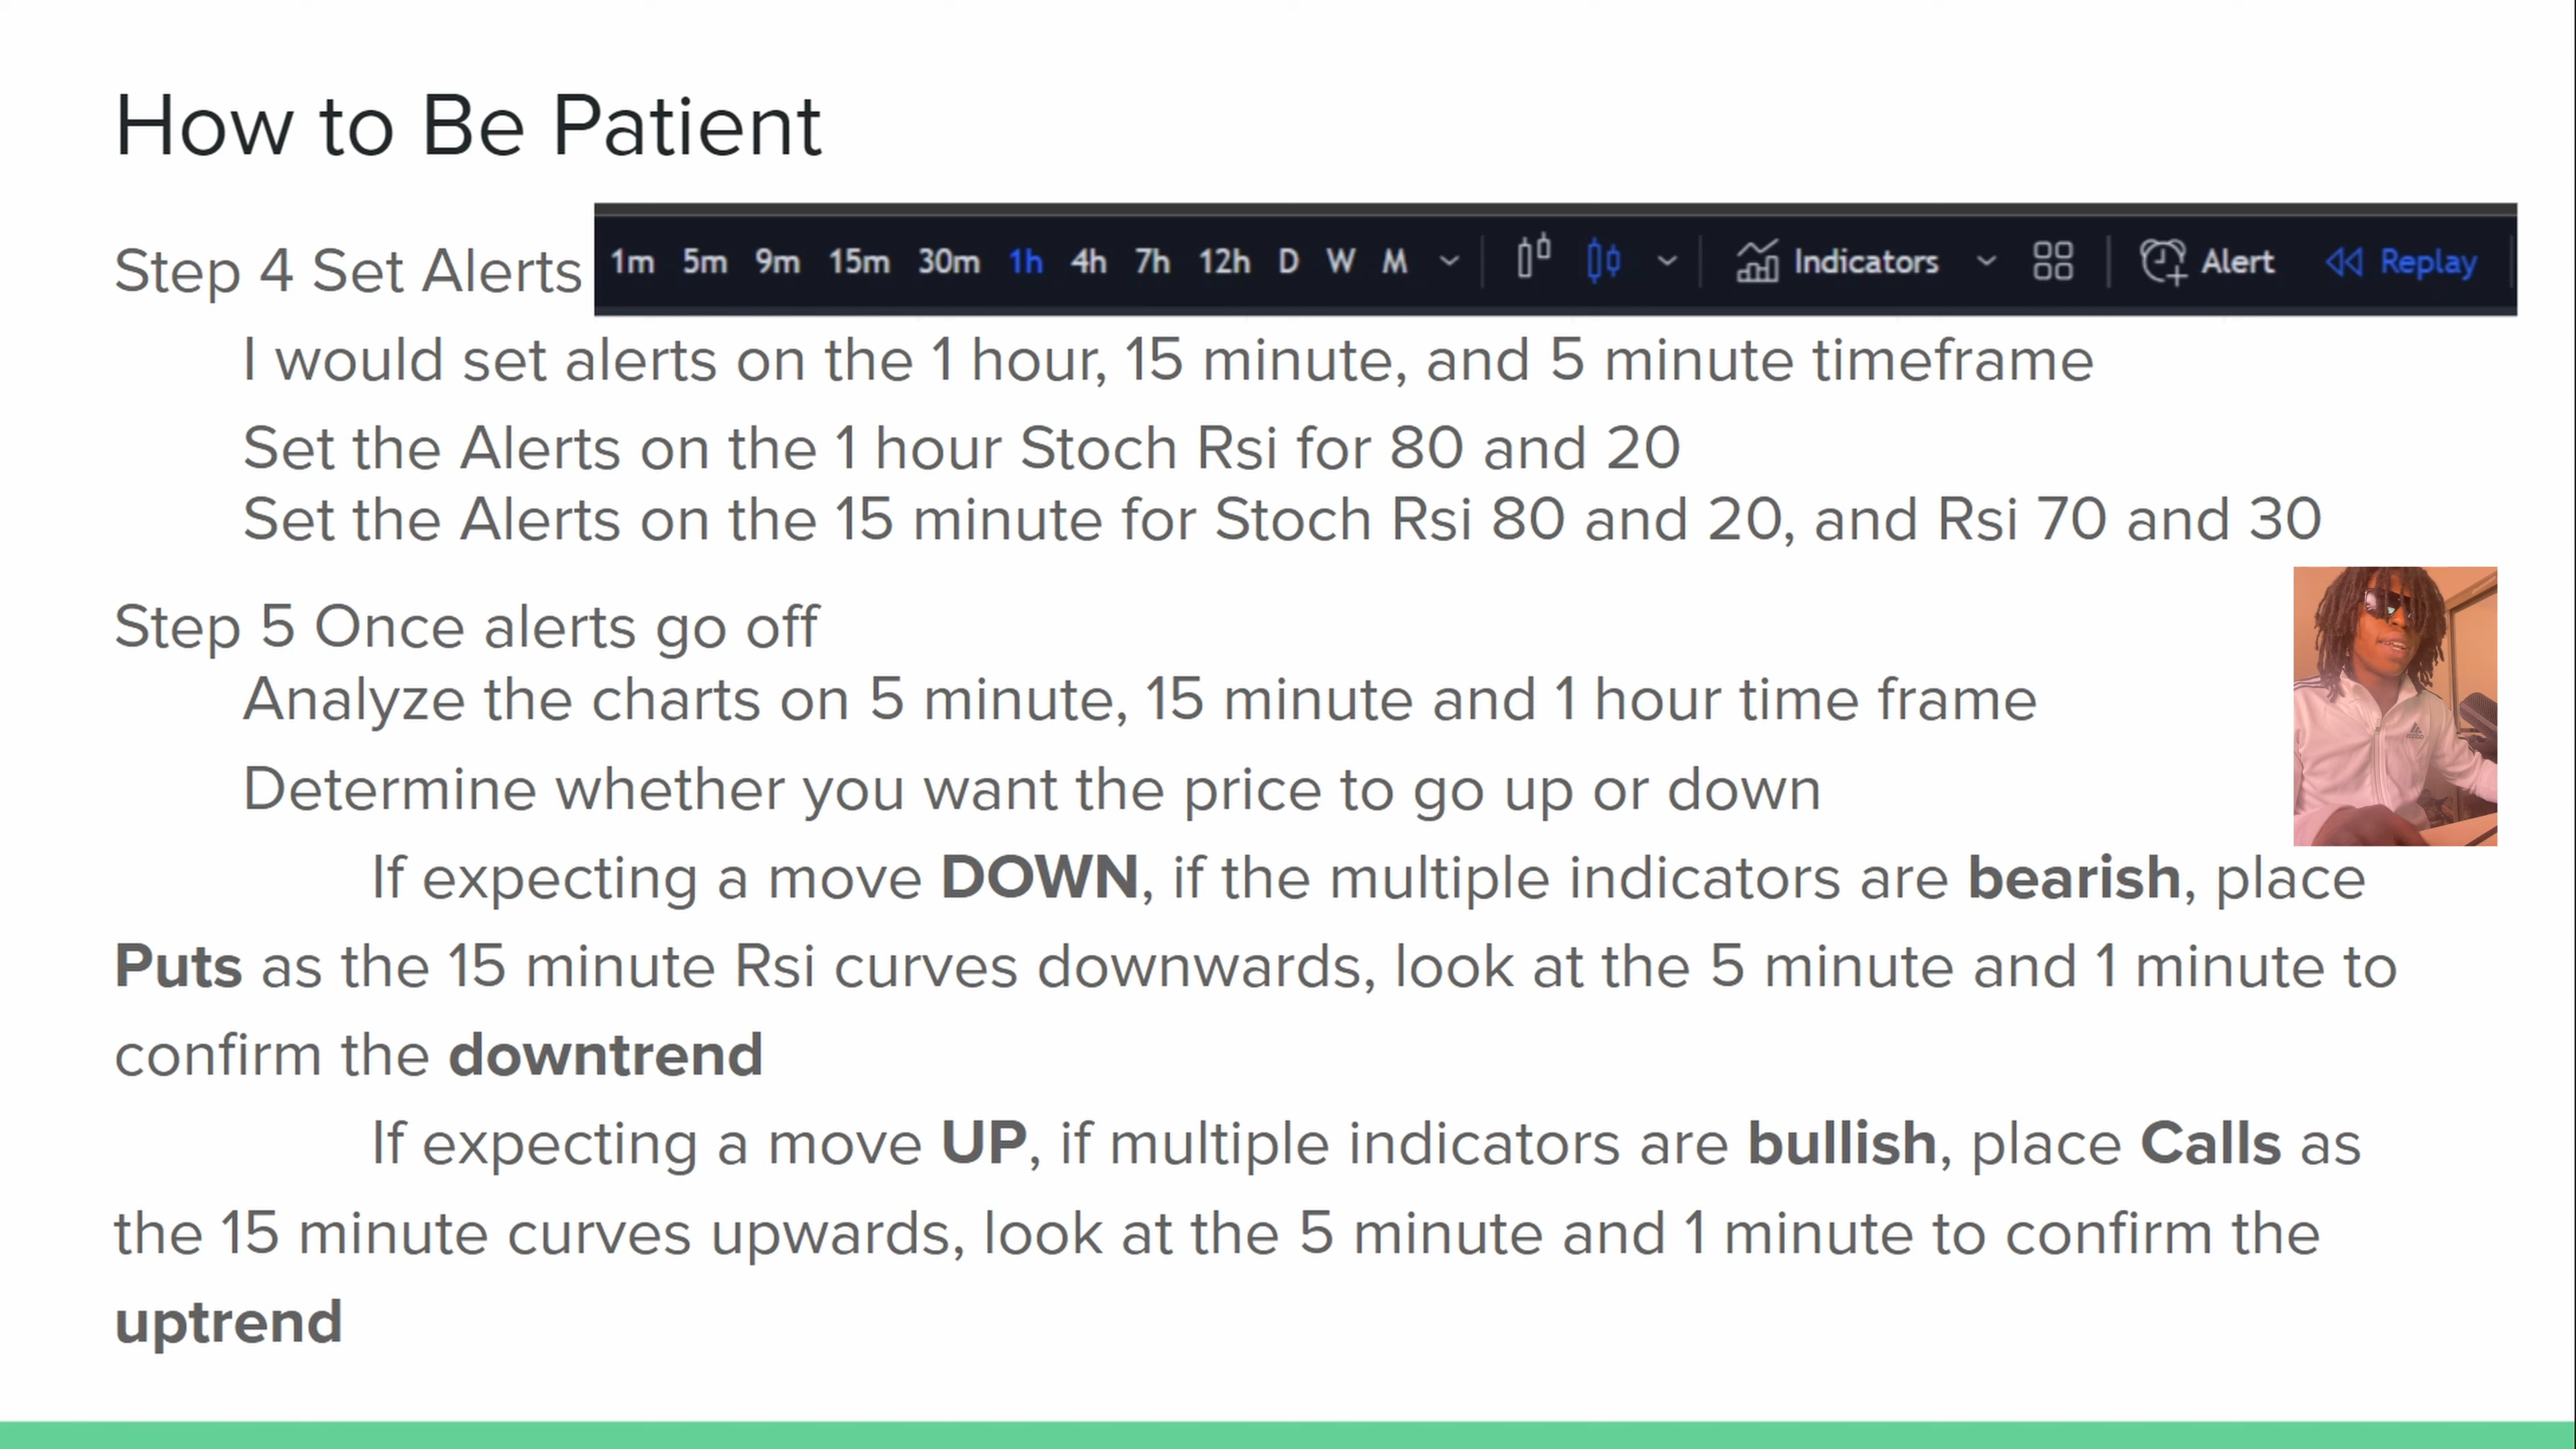 How to Be Patient
Step 4 Set Alerts
1m 5m 9m 15m 30m 1h 4h 7h 12h D W M Indicators Alert Replay
I would set alerts on the 1 hour, 15 minute, and 5 minute timeframe
Set the Alerts on the 1 hour Stoch Rsi for 80 and 20
Set the Alerts on the 15 minute for Stoch Rsi 80 and 20, and Rsi 70 and 30
Step 5 Once alerts go off
Analyze the charts on 5 minute, 15 minute and 1 hour time frame
Determine whether you want the price to go up or down
If expecting a move DOWN, if the multiple indicators are bearish, place
Puts as the 15 minute Rsi curves downwards, look at the 5 minute and 1 minute to
confirm the downtrend
If expecting a move UP, if multiple indicators are bullish, place Calls as
the 15 minute curves upwards, look at the 5 minute and 1 minute to confirm the
uptrend